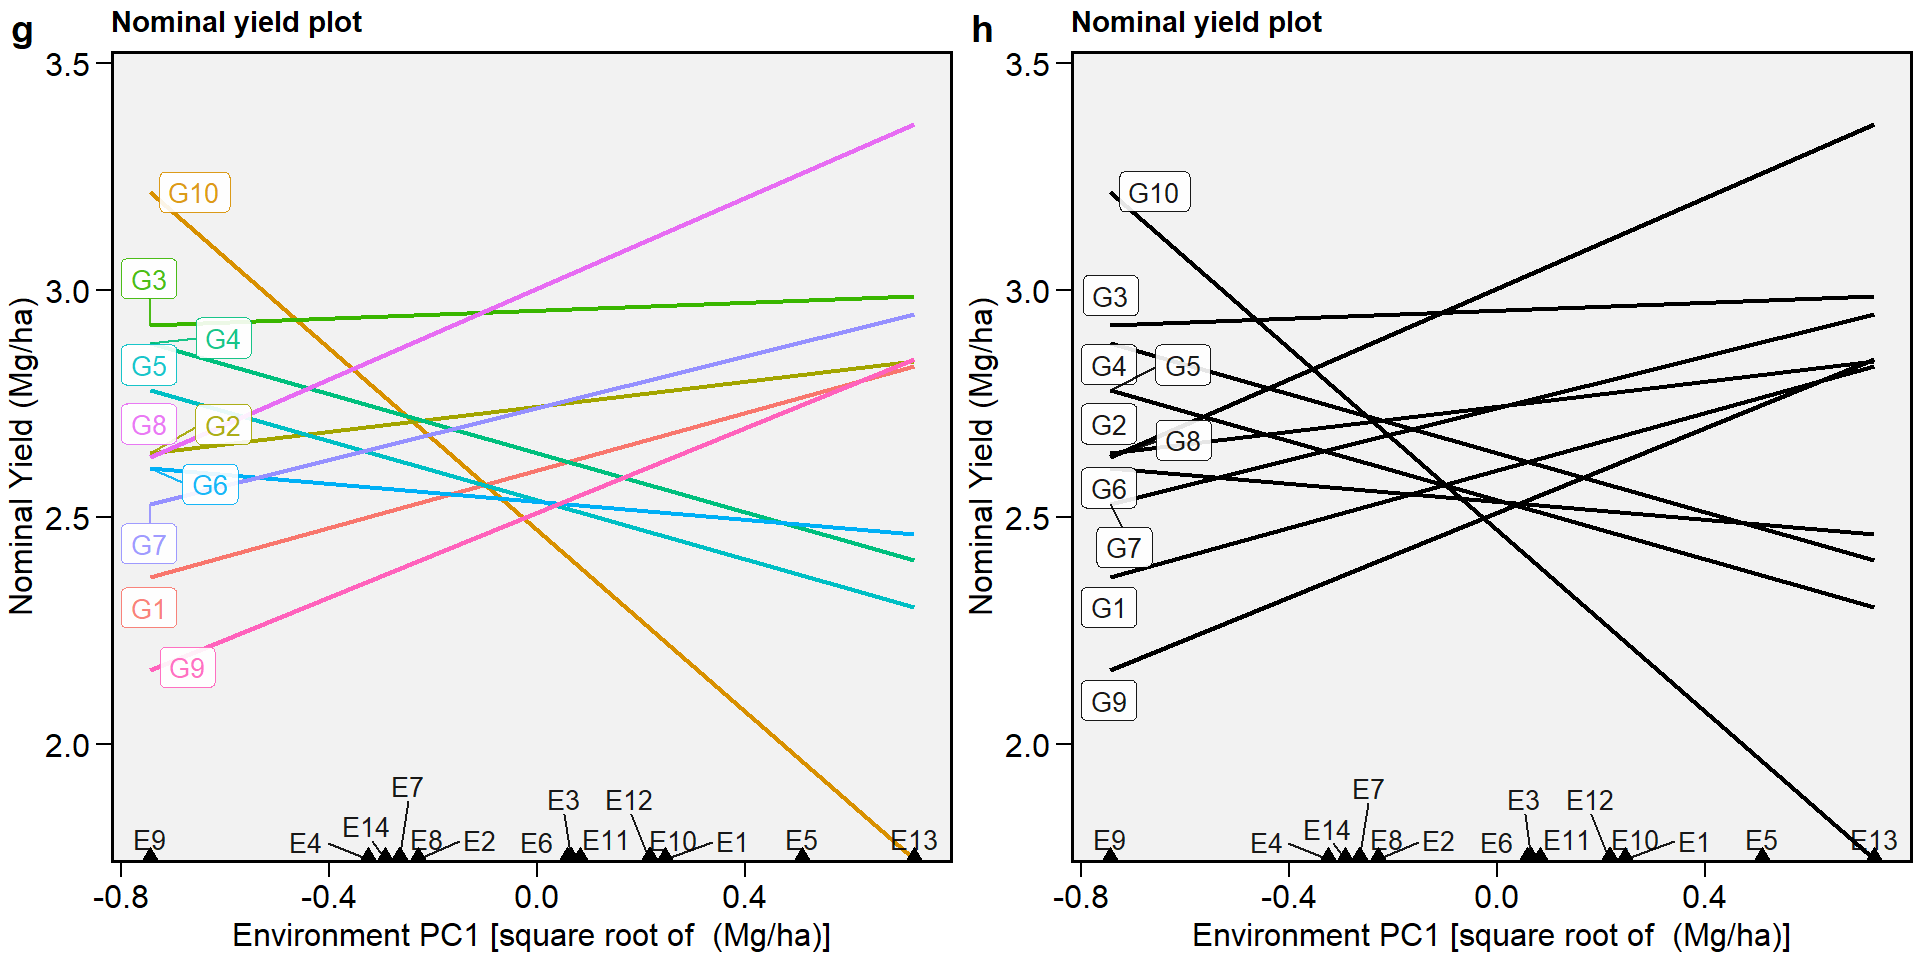 g
Nominal yield plot
3.5
3.0
2.5
2.0
Nominal Yield (Mg/ha)
G10
G3
G4
G5
G8
G2
G6
G7
G1
G9
E7
E3
E12
E14
E9
E4
E8
E2
E6
E11
E10
E1
E5
E13
-0.8
-0.4
0.0
0.4
Environment PC1 [square root of  (Mg/ha)]
h
Nominal yield plot
3.5
3.0
2.5
2.0
Nominal Yield (Mg/ha)
G10
G3
G4
G5
G2
G8
G6
G7
G1
G9
E7
E3
E12
E14
E9
E4
E8
E2
E6
E11
E10
E1
E5
E13
-0.8
-0.4
0.0
0.4
Environment PC1 [square root of  (Mg/ha)]